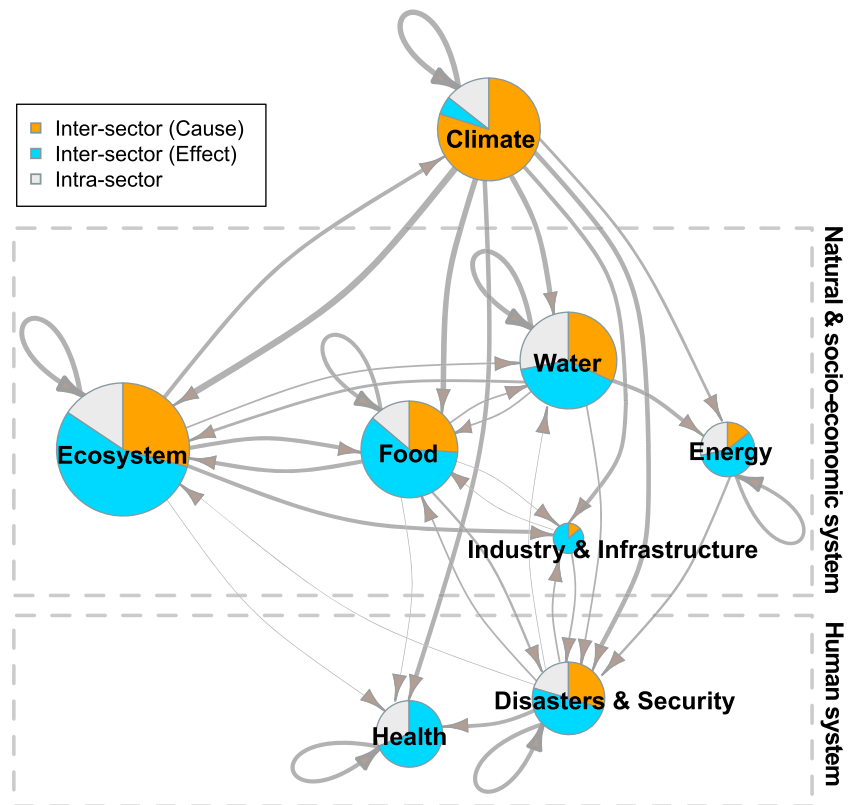 Inter-sector (Cause)
Inter-sector (Effect)
Intra-sector
Climate
Natural & socio-economic system
Water
Ecosystem
Food
Energy
Industry & Infrastructure
Human system
Disasters & Security
Health